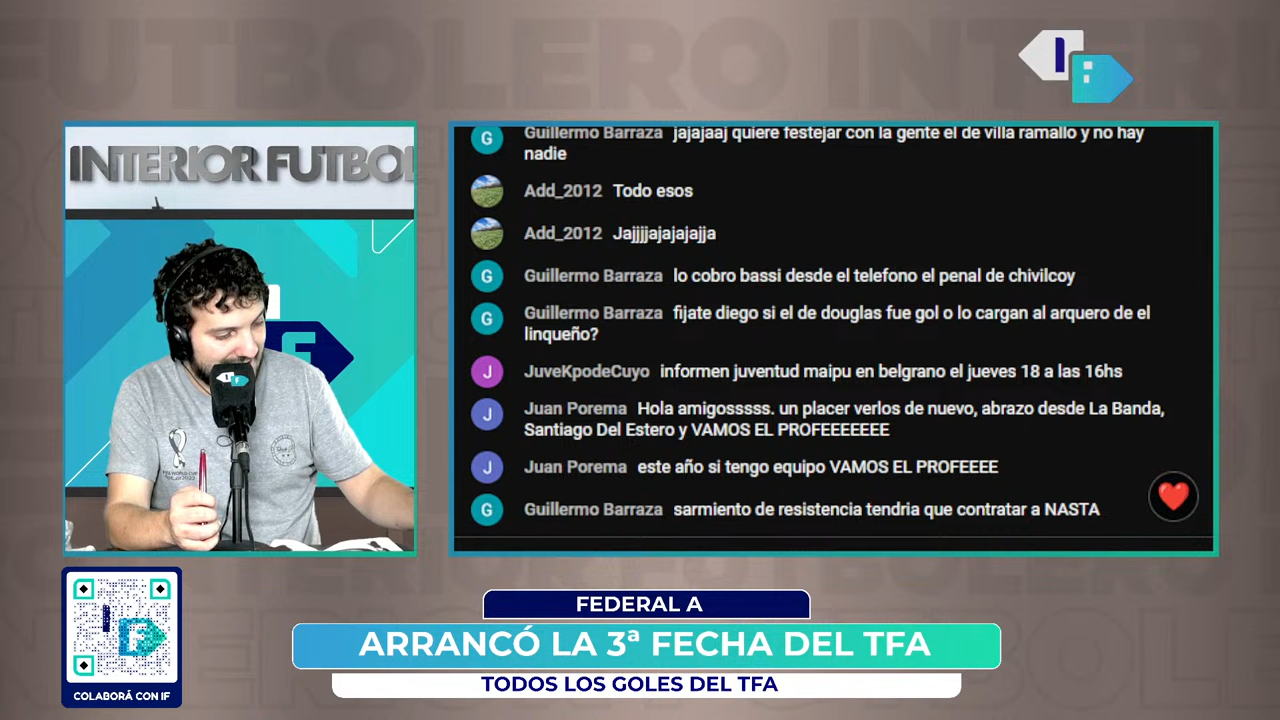 FUTBOLERO INTERI
INTERIOR FUTBOL
Guillermo Barraza jajajaaj quiere festejar con la gente el de villa ramallo y no hay
nadie
Add_2012 Todo esos
Add_2012 Jajjjjajajajajja
G Guillermo Barraza lo cobro bassi desde el telefono el penal de chivilcoy
G Guillermo Barraza fijate diego si el de douglas fue gol o lo cargan al arquero de el
linqueño?
J JuveKpodeCuyo informen juventud maipu en belgrano el jueves 18 a las 16hs
J Juan Porema Hola amigosssss. un placer verlos de nuevo, abrazo desde La Banda,
Santiago Del Estero y VAMOS EL PROFEEEEEEE
J Juan Porema este año si tengo equipo VAMOS EL PROFEEEE
G Guillermo Barraza sarmiento de resistencia tendria que contratar a NASTA
FEDERAL A
ARRANCÓ LA 3ª FECHA DEL TFA
TODOS LOS GOLES DEL TFA
COLABORÁ CON IF